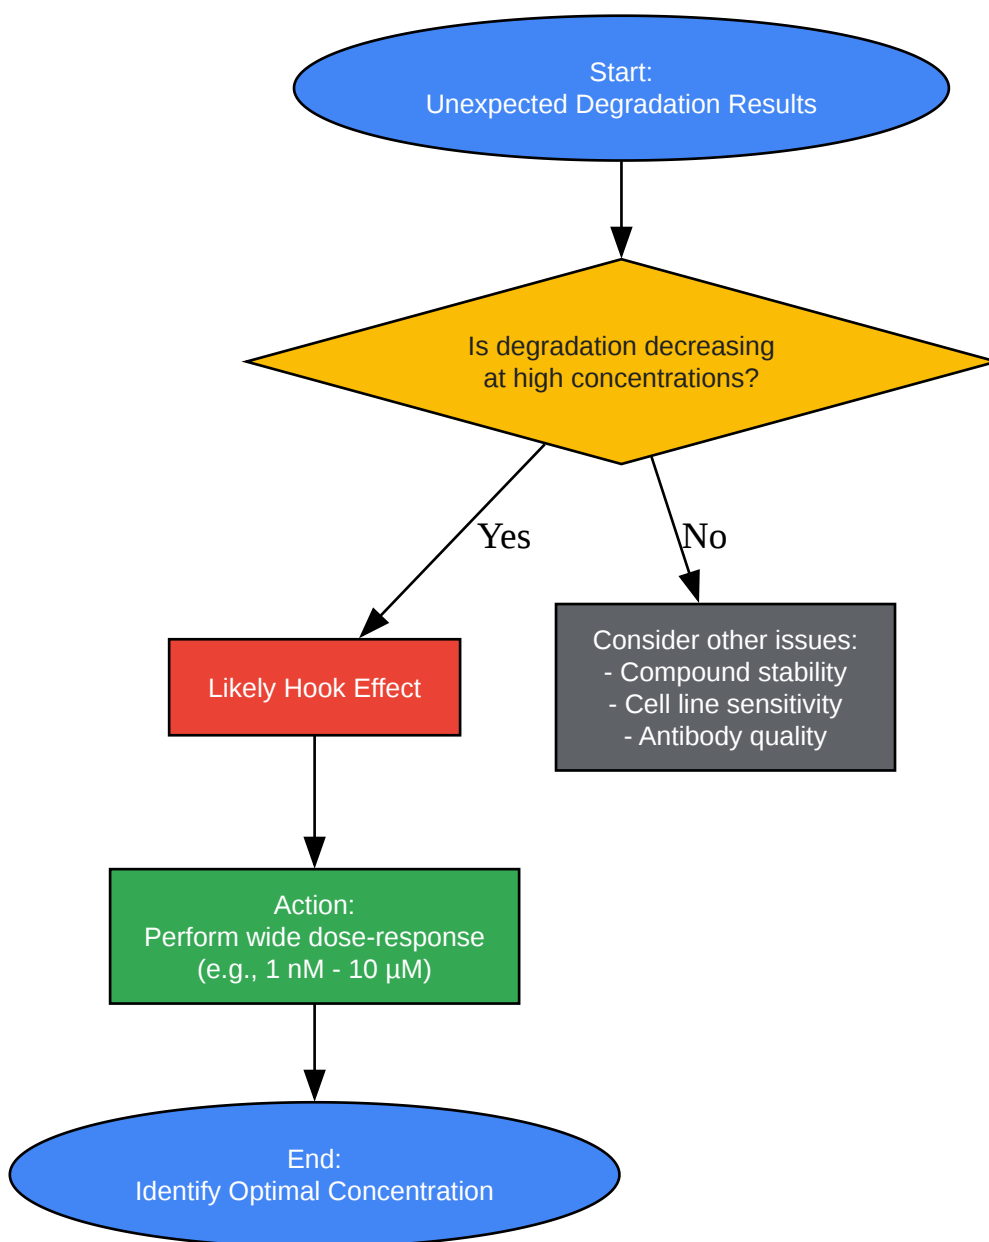 Start:
Unexpected Degradation Results
Is degradation decreasing
at high concentrations?
Yes
No
Likely Hook Effect
Consider other issues:
- Compound stability
- Cell line sensitivity
- Antibody quality
Action:
Perform wide dose-response
(e.g., 1 nM - 10 µM)
End:
Identify Optimal Concentration